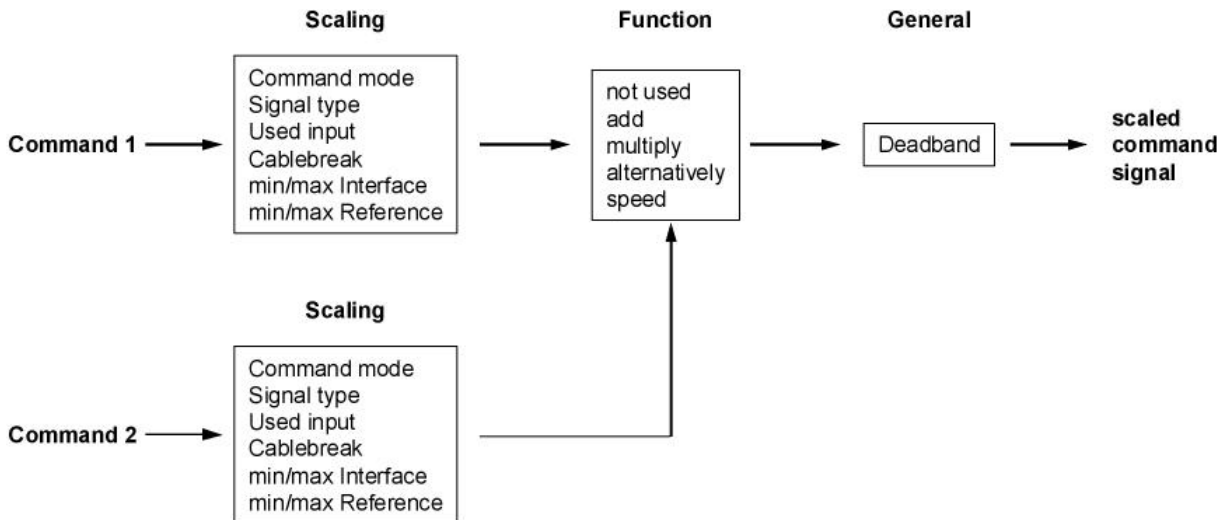 Scaling
Function
General
Command 1
Command mode
Signal type
Used input
Cablebreak
min/max Interface
min/max Reference
not used
add
multiply
alternatively
speed
Deadband
scaled
command
signal
Scaling
Command 2
Command mode
Signal type
Used input
Cablebreak
min/max Interface
min/max Reference